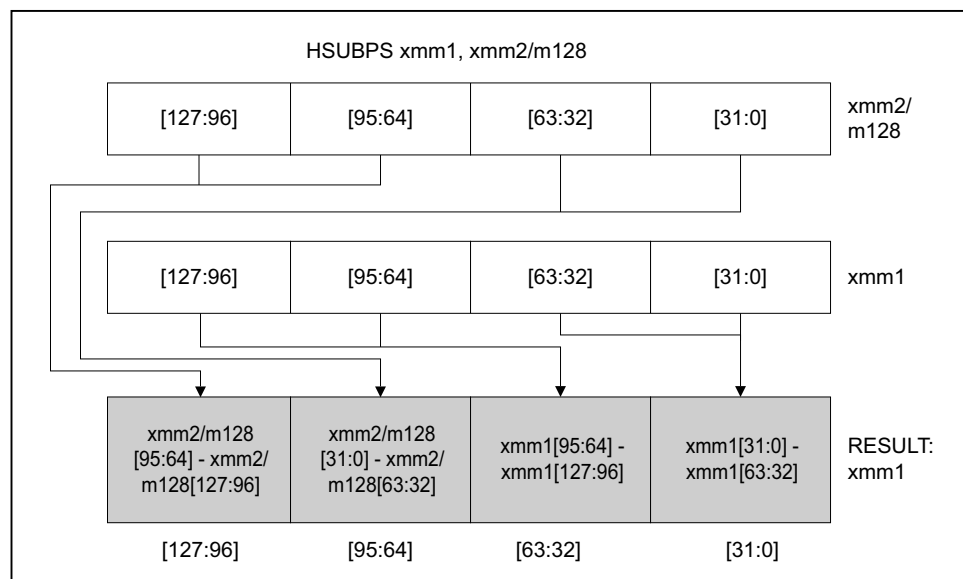 HSUBPS xmm1, xmm2/m128
[127:96] [95:64] [63:32] [31:0] xmm2/
m128
[127:96] [95:64] [63:32] [31:0] xmm1
xmm2/m128
[95:64] - xmm2/
m128[127:96]
xmm2/m128
[31:0] - xmm2/
m128[63:32]
xmm1[95:64] -
xmm1[127:96]
xmm1[31:0] -
xmm1[63:32]
RESULT:
xmm1
[127:96] [95:64] [63:32] [31:0]